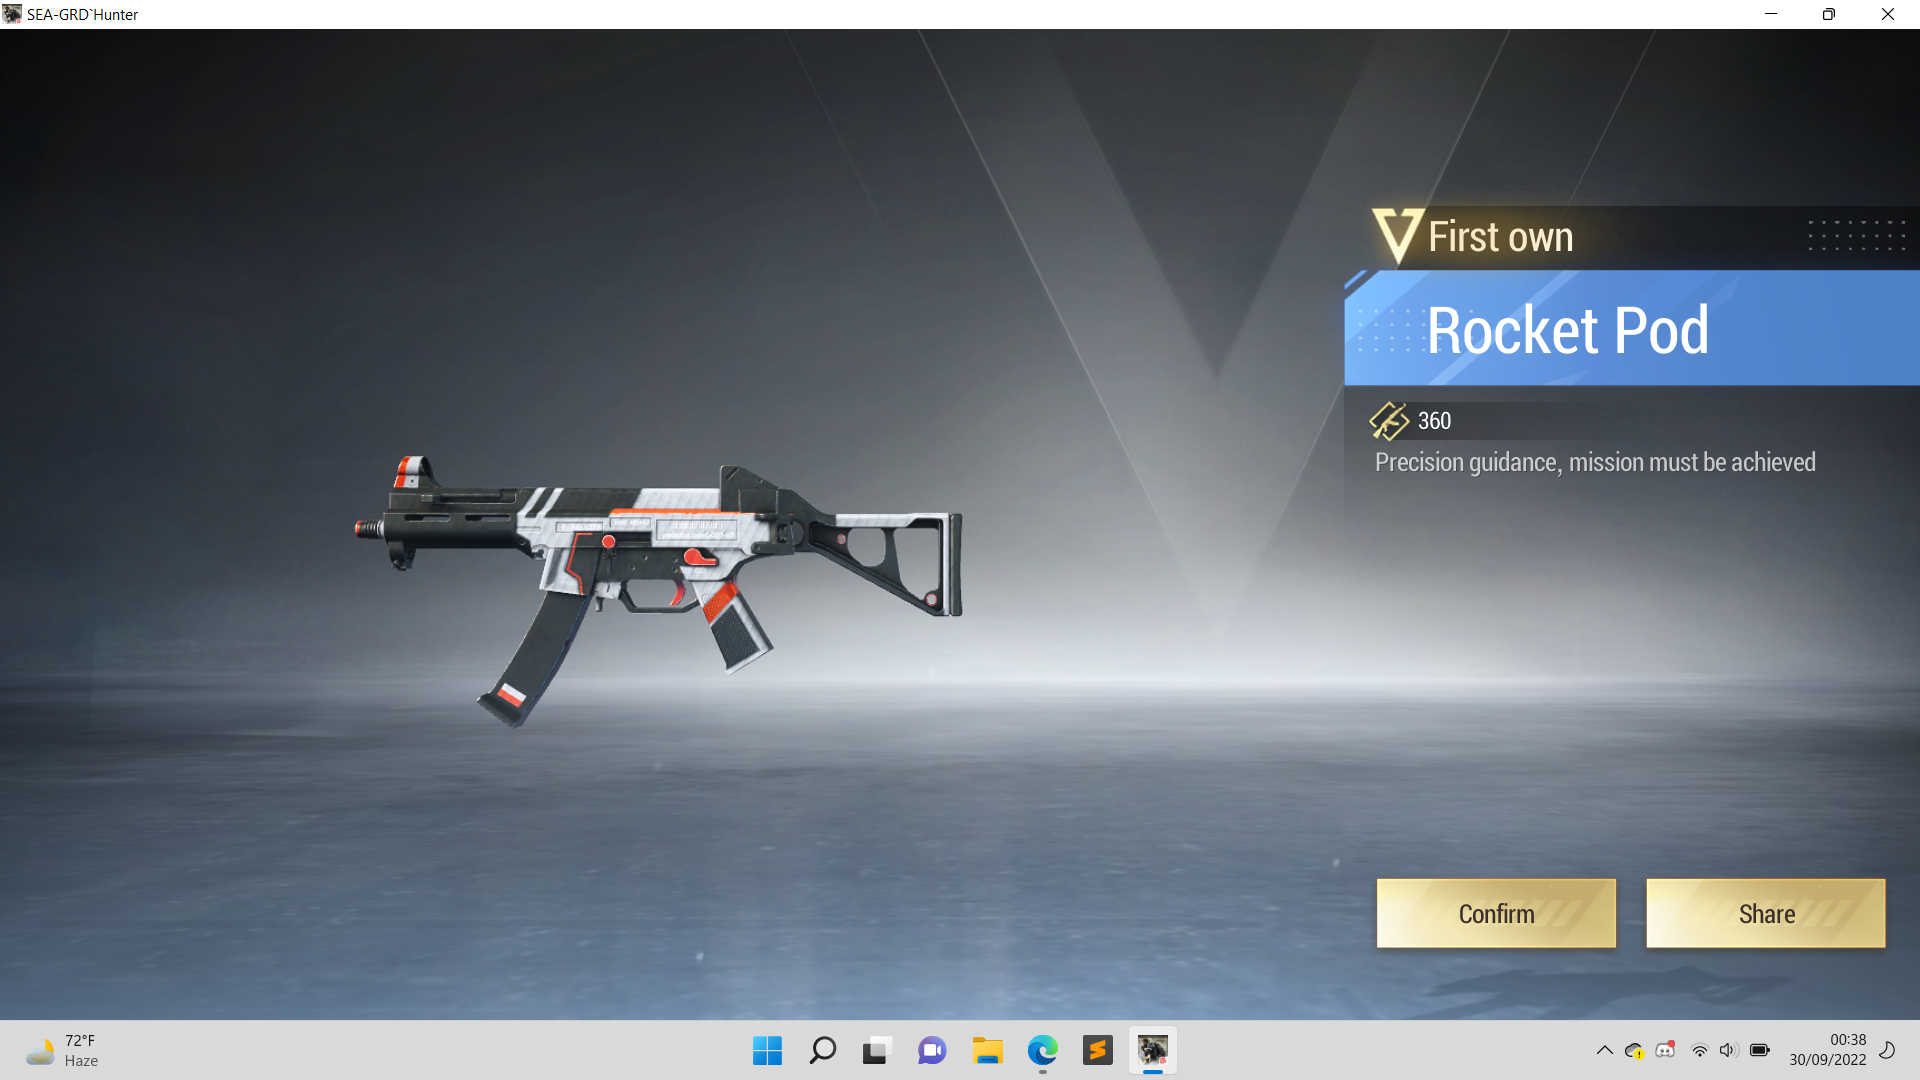 SEA-GRD`Hunter
First own
Rocket Pod
360
Precision guidance, mission must be achieved
Confirm
Share
72°F
Haze
00:38
30/09/2022